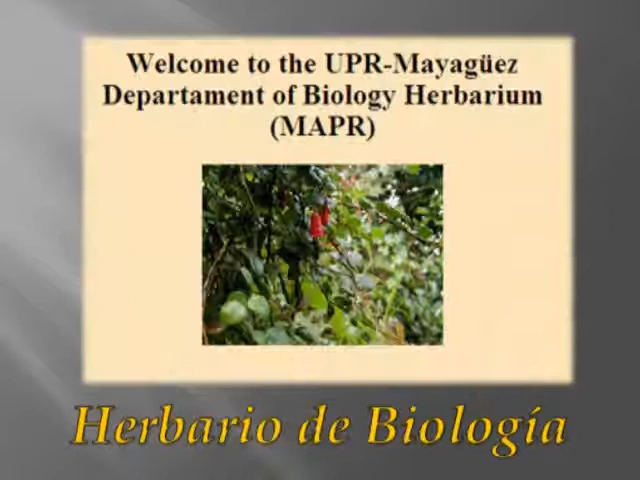 Welcome to the UPR-Mayagüez
Departament of Biology Herbarium
(MAPR)
Herbario de Biología